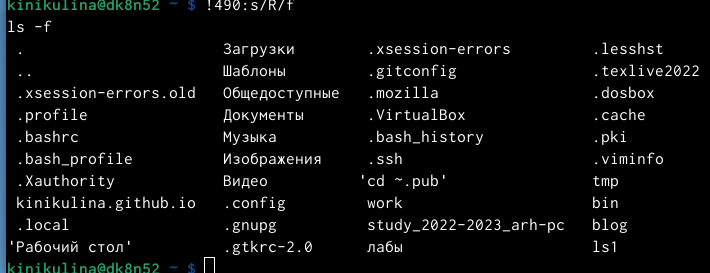 kinikulina@dk8n52 ~ $ !490:s/R/f
ls -f
. Загрузки .xsession-errors .lesshst
.. Шаблоны .gitconfig .texlive2022
.xsession-errors.old Общедоступные .mozilla .dosbox
.profile Документы .VirtualBox .cache
.bashrc Музыка .bash_history .pki
.bash_profile Изображения .ssh .viminfo
.Xauthority Видео 'cd ~.pub' tmp
kinikulina.github.io .config work bin
.local .gnupg study_2022-2023_arh-pc blog
'Рабочий стол' .gtkrc-2.0 лабы ls1
kinikulina@dk8n52 ~ $